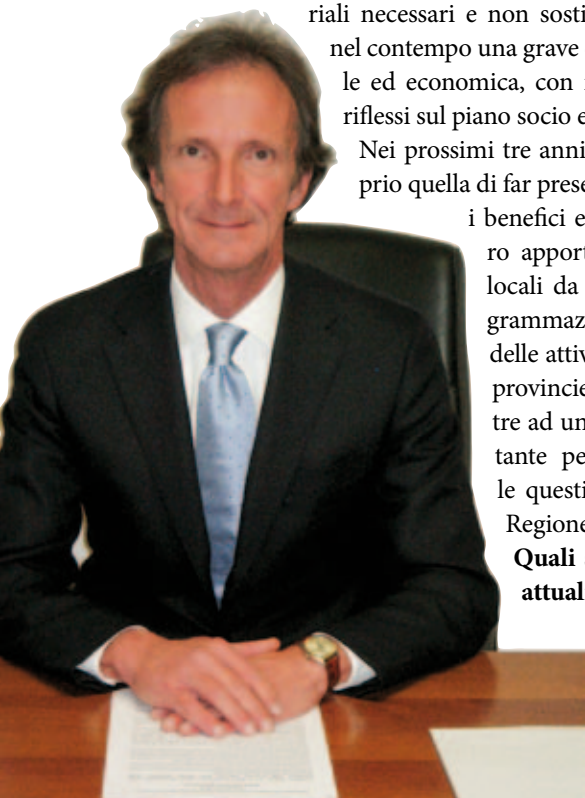 riali necessari e non sosti
nel contempo una grave
le ed economica, con
riflessi sul piano socio e
Nei prossimi tre anni
prio quella di far prese
i benefici e
ro apport
locali da
grammaz
delle attiv
provincie
tre ad un
tante pe
le questi
Regione
Quali
attual